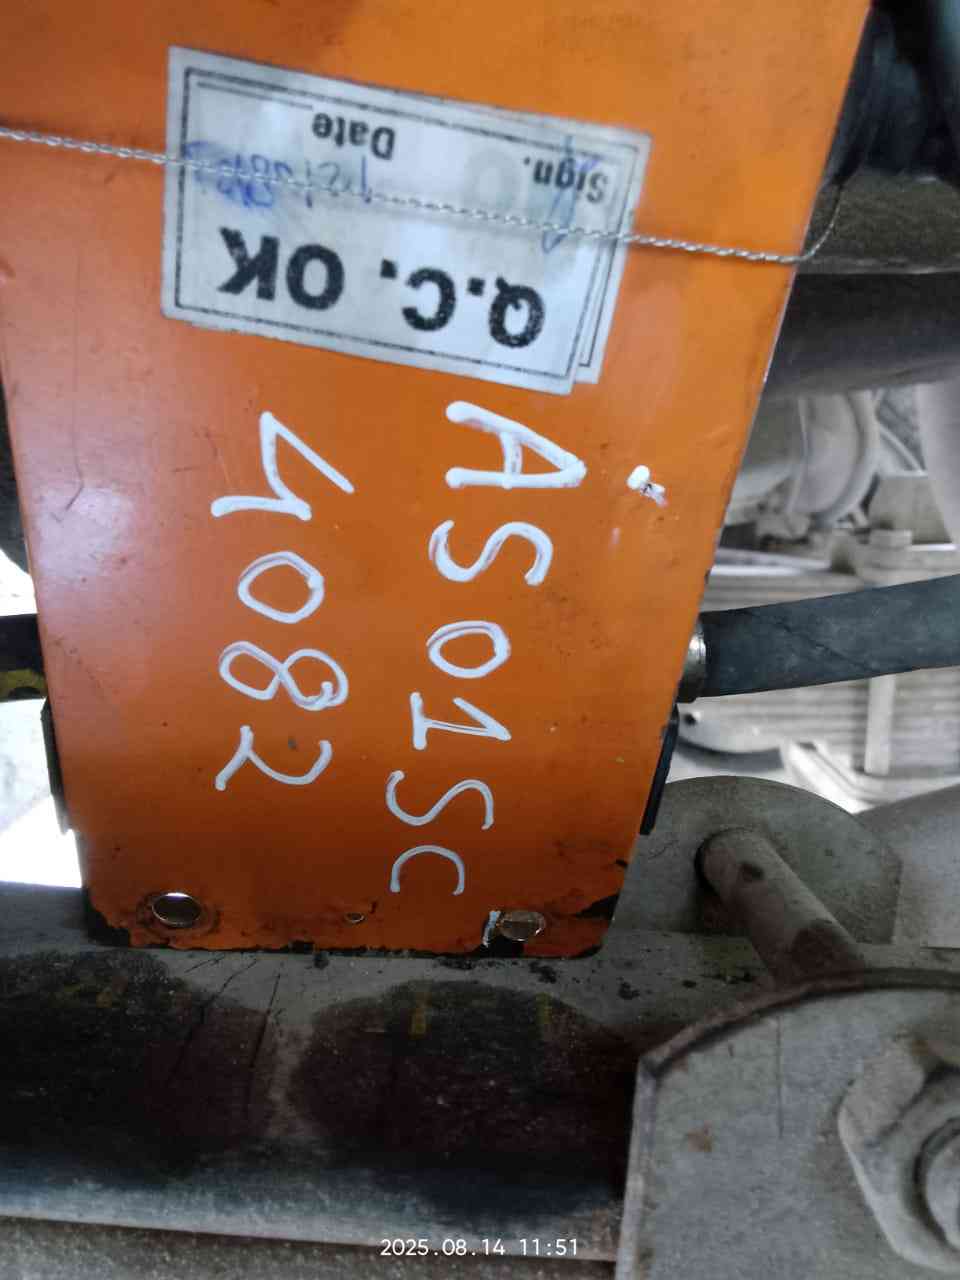 Q.C. OK
Sign.
Date
AS01SC
4082
2025.08.14 11:51